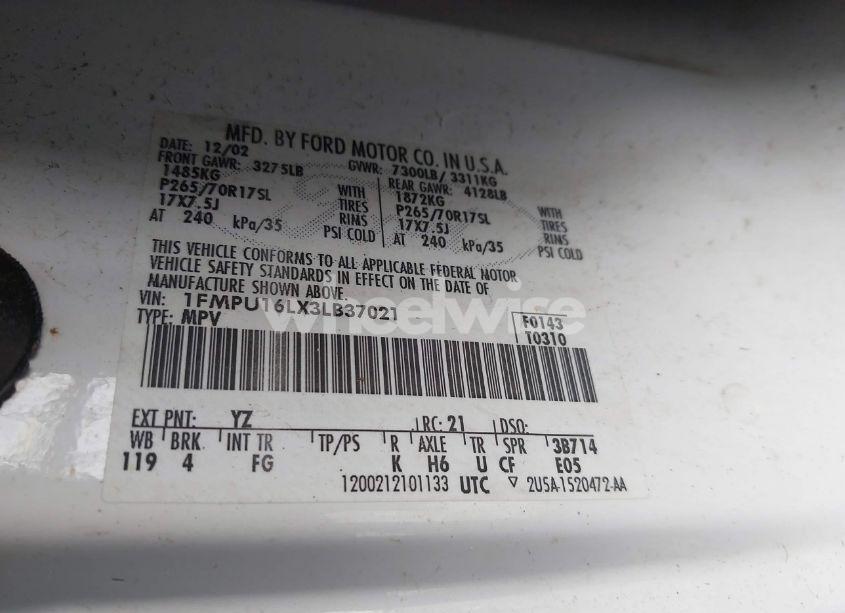 MFD. BY FORD MOTOR CO. IN U.S.A.
DATE: 12/02 GVWR: 7300LB/ 3311KG
FRONT GAWR: 3275LB REAR GAWR: 4128LB
1485KG WITH 1872KG WITH
P265/70R17SL TIRES P265/70R17SL TIRES
17X7.5J RIMS 17X7.5J RIMS
AT 240 kPa/35 PSI COLD AT 240 kPa/35 PSI COLD
THIS VEHICLE CONFORMS TO ALL APPLICABLE FEDERAL MOTOR
VEHICLE SAFETY STANDARDS IN EFFECT ON THE DATE OF
MANUFACTURE SHOWN ABOVE.
VIN: 1FMPU16LX3LB37021
TYPE: MPV
F0143
T0310
wheelwise
EXT PNT: YZ RC: 21 DSO:
WB BRK INT TR TP/PS R AXLE TR SPR 3B714
119 4 FG K H6 U CF E05
1200212101133 UTC ▽ 2U5A-1520472-AA